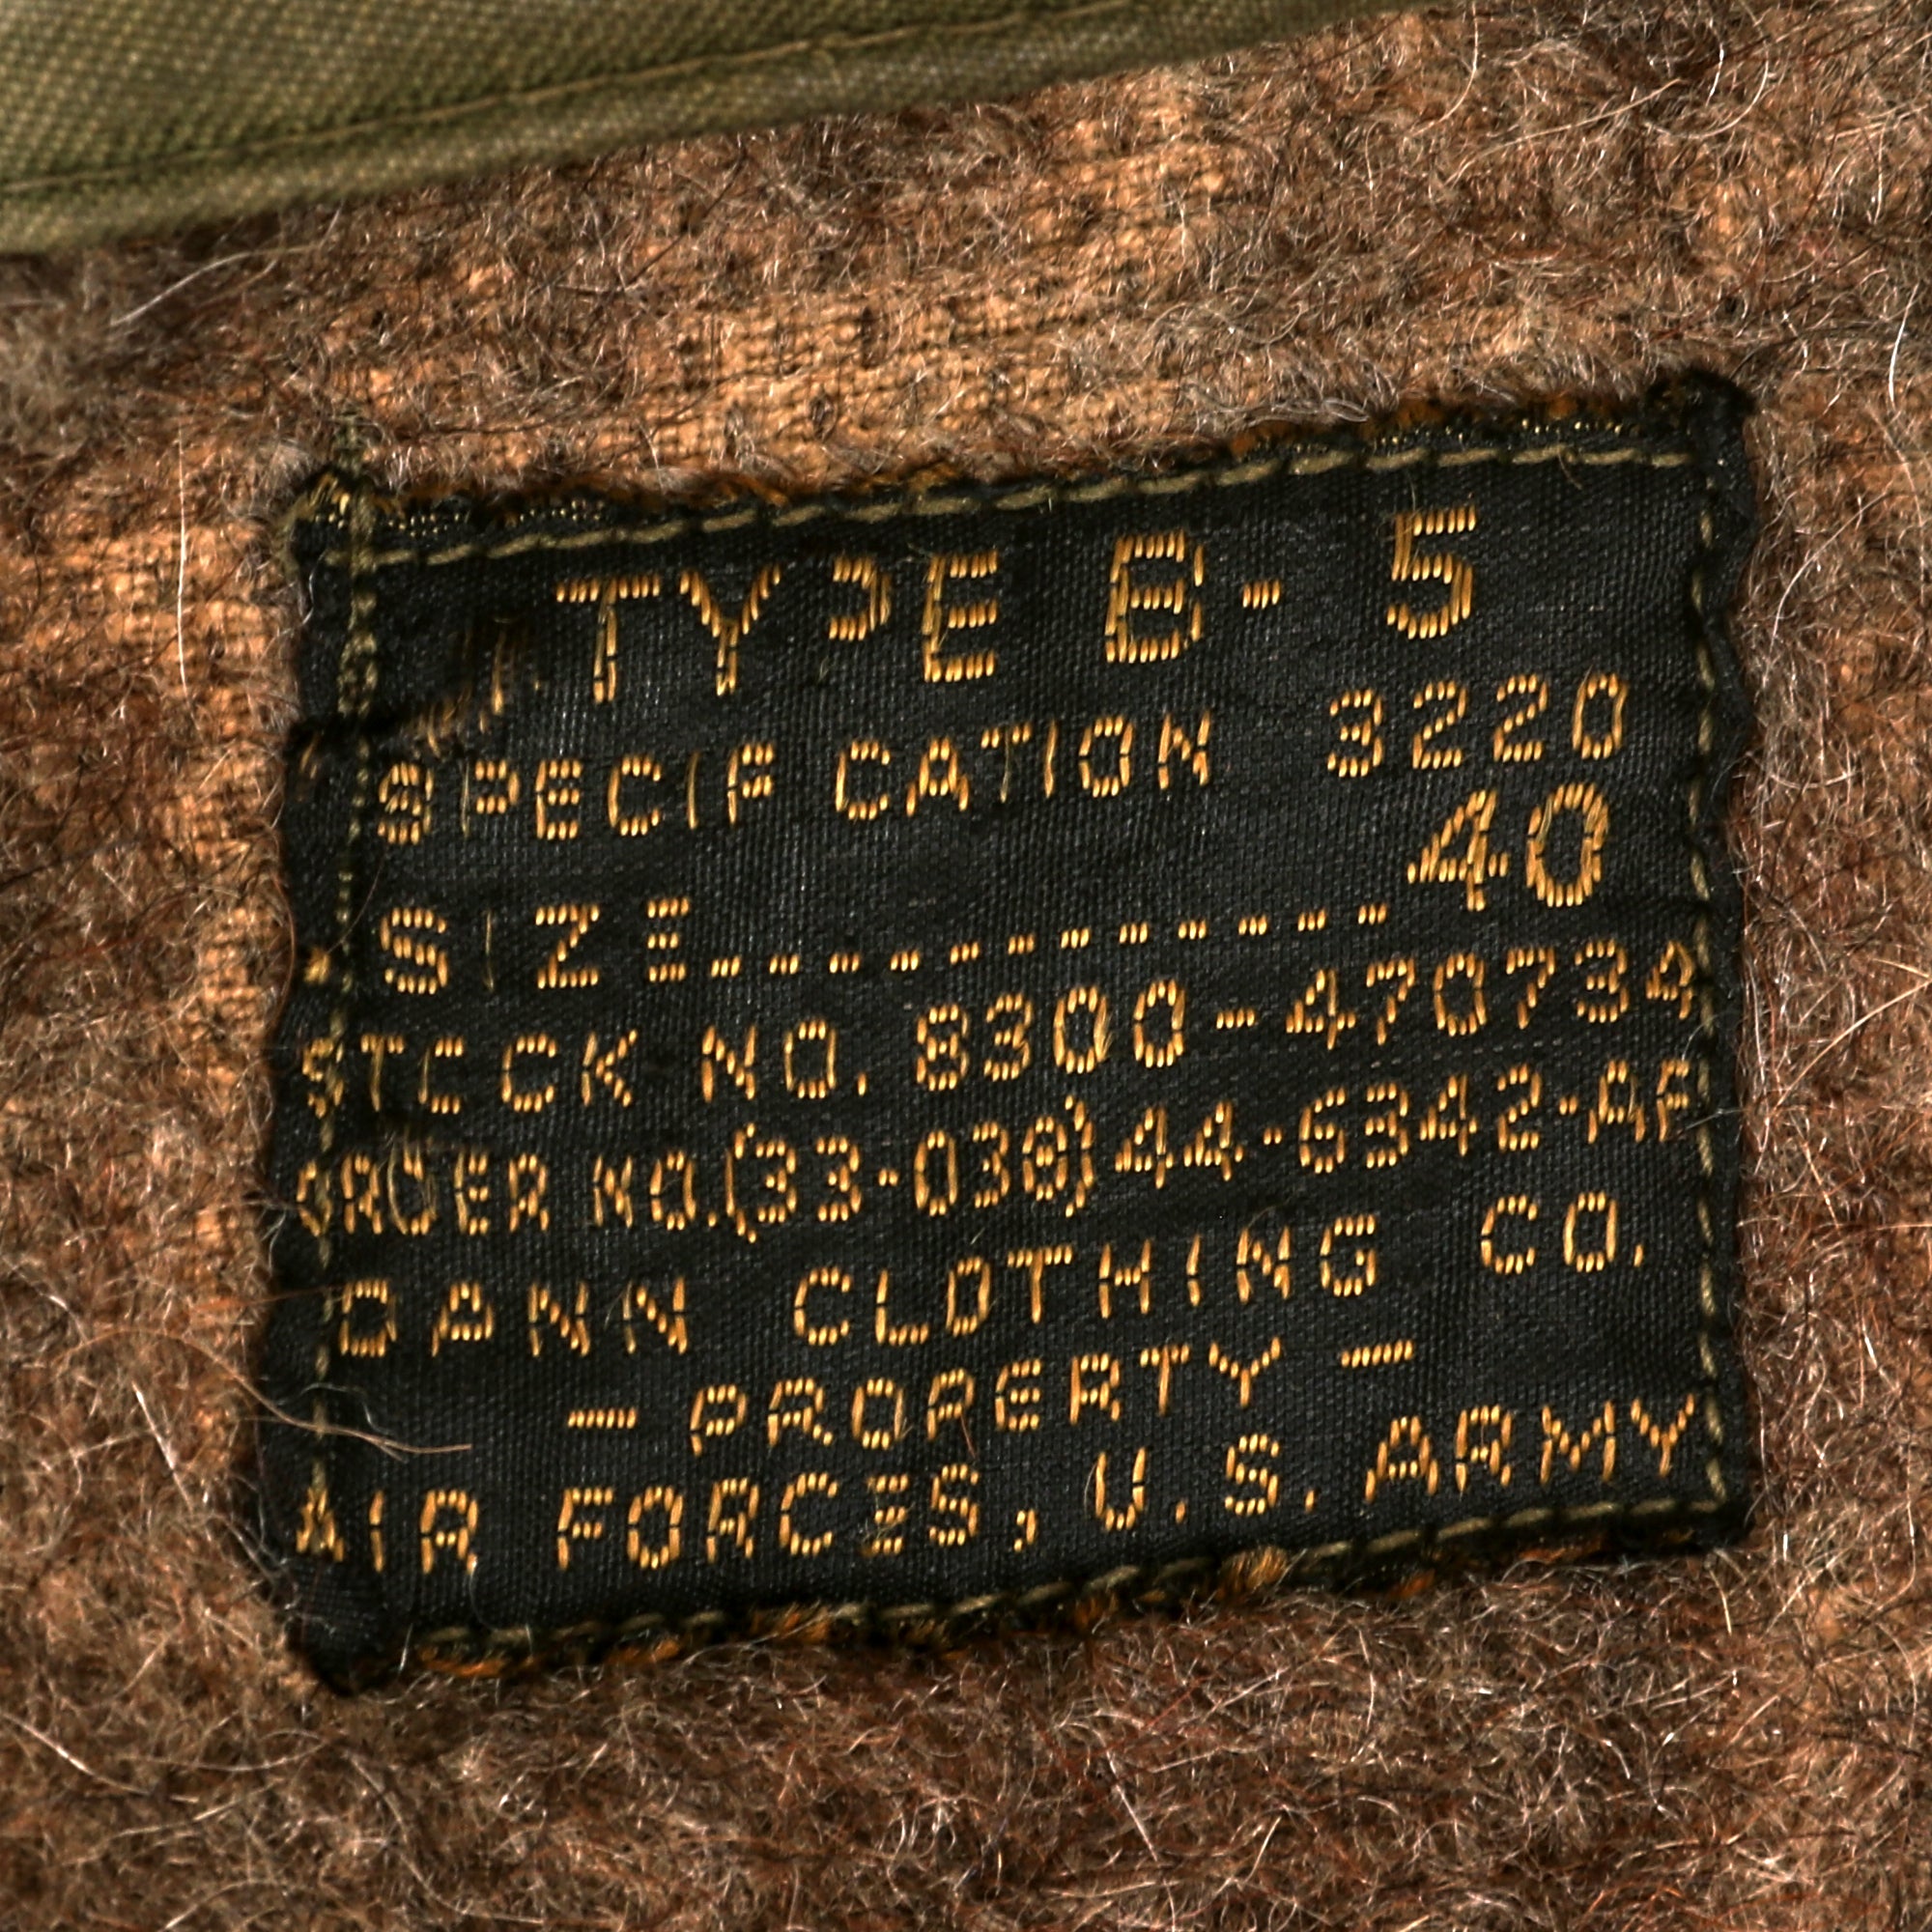 TYPE B-5
SPECIFICATION 3220
SIZE............40
STOCK NO. 8300-470734
ORDER NO.(33-038)44-6342-AF
DANN CLOTHING CO.
- PROPERTY -
AIR FORCES, U.S. ARMY